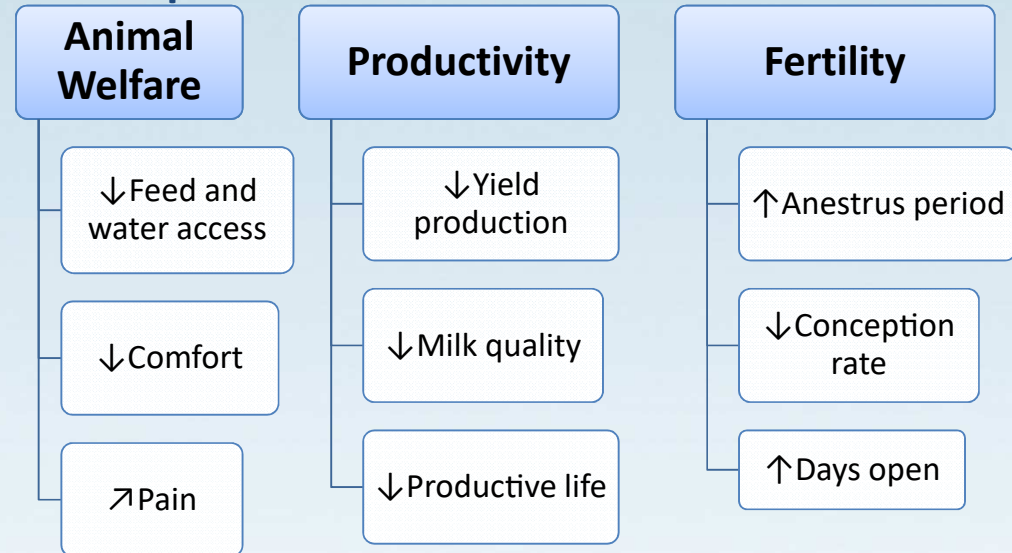 Animal
Welfare
↓Feed and
water access
↓Comfort
↗Pain
Productivity
↓Yield
production
↓Milk quality
↓Productive life
Fertility
↑Anestrus period
↓Conception
rate
↑Days open